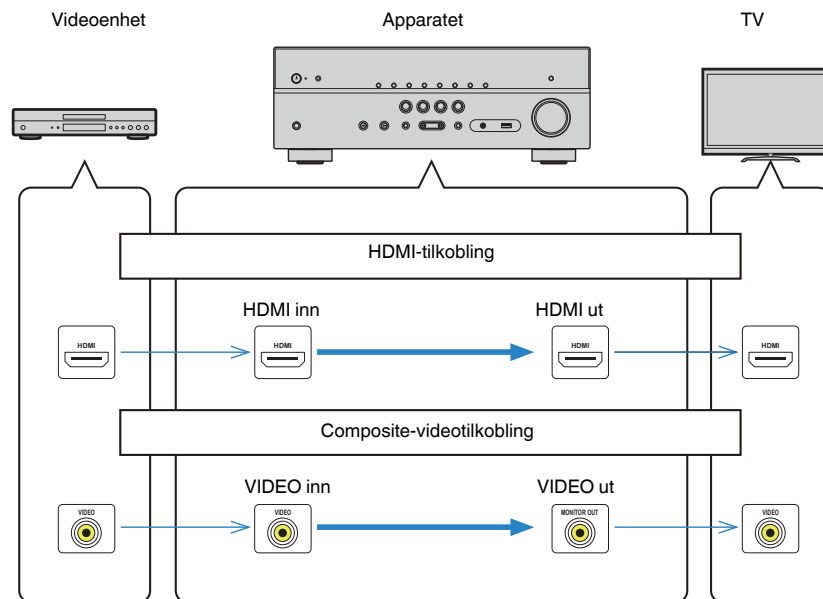 Videoenhet Apparatet TV
HDMI-tilkobling
HDMI inn HDMI ut
HDMI HDMI HDMI HDMI
Composite-videotilkobling
VIDEO inn VIDEO ut
VIDEO VIDEO MONITOR OUT VIDEO